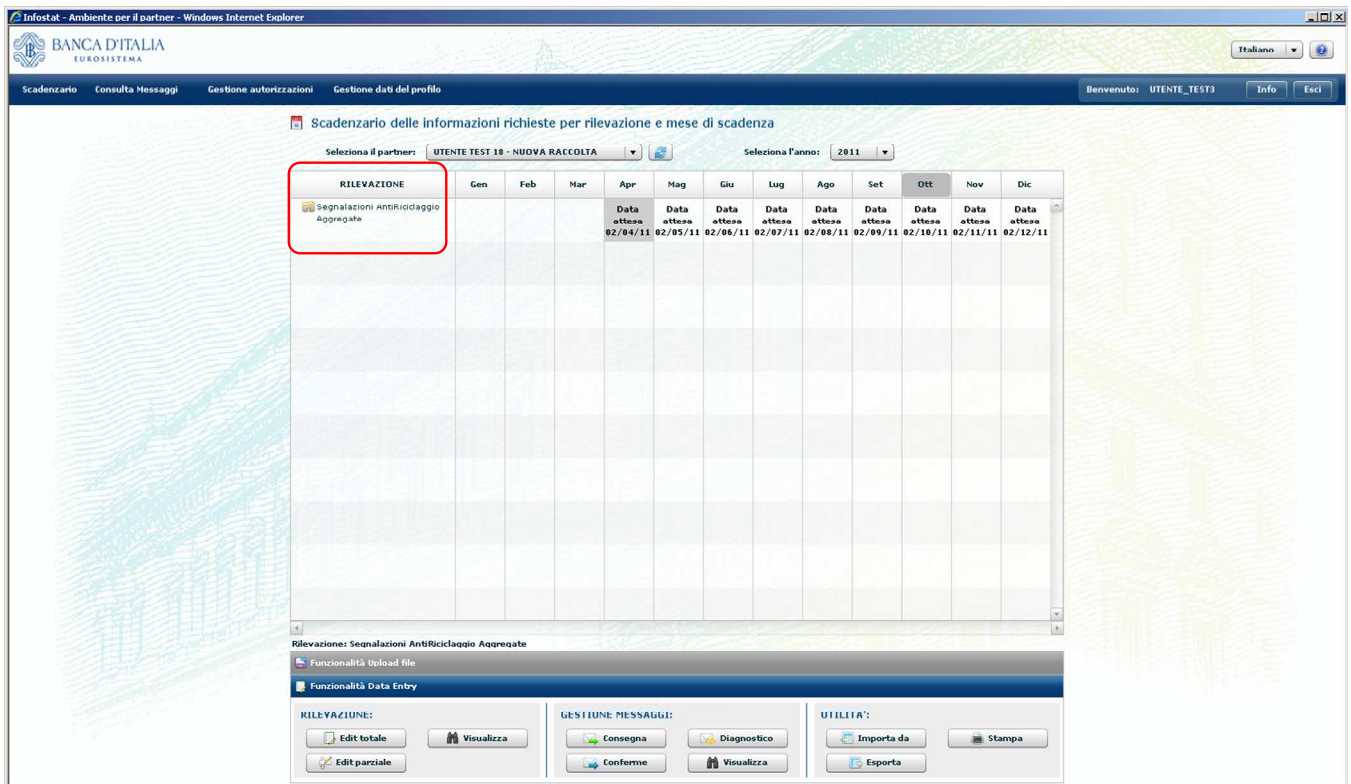 Infostat - Ambiente per il partner - Windows Internet Explorer
BANCA D'ITALIA
EUROSISTEMA
Italiano
Scadenzario Consulta Messaggi Gestione autorizzazioni Gestione dati del profilo Benvenuto: UTENTE_TEST3 Info Esci
Scadenzario delle informazioni richieste per rilevazione e mese di scadenza
Seleziona il partner: UTENTE TEST 18 - NUOVA RACCOLTA Seleziona l'anno: 2011
RILEVAZIONE Gen Feb Mar Apr Mag Giu Lug Ago Set Ott Nov Dic
Segnalazioni AntiRiciclaggio Data Data Data Data Data Data Data Data Data
Aggregate attesa attesa attesa attesa attesa attesa attesa attesa attesa
02/04/11 02/05/11 02/06/11 02/07/11 02/08/11 02/09/11 02/10/11 02/11/11 02/12/11
Rilevazione: Segnalazioni AntiRiciclaggio Aggregate
Funzionalità Upload file
Funzionalità Data Entry
RILEVAZIONE: GESTIONE MESSAGGI: UTILITA':
Edit totale Visualizza Consegna Diagnostico Importa da Stampa
Edit parziale Conferme Visualizza Esporta